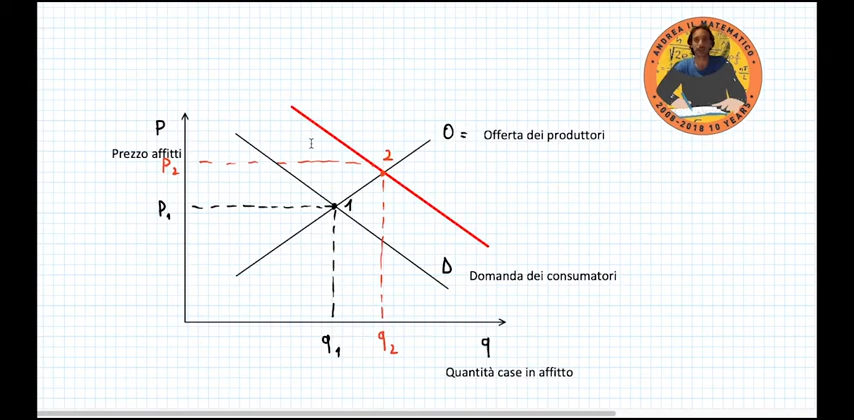 ANDREA IL MATEMATICO
2008-2018 10 YEARS
P
Prezzo affitti
P2
P1
2
1
O = Offerta dei produttori
D Domanda dei consumatori
q1 q2 q
Quantità case in affitto